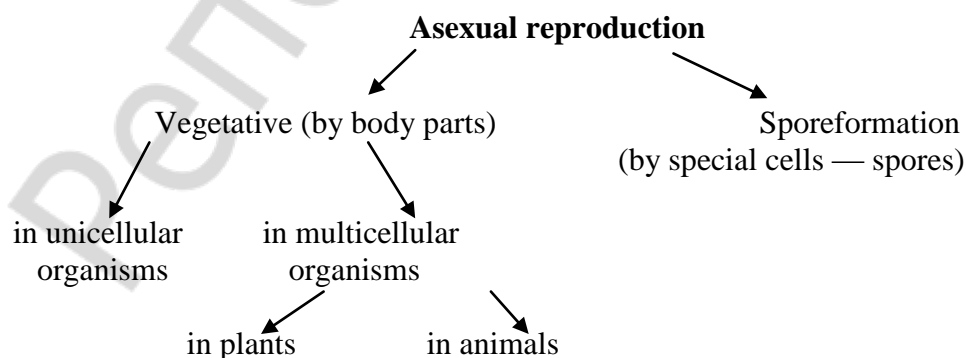 Asexual reproduction
Vegetative (by body parts)
Sporeformation
(by special cells — spores)
in unicellular
organisms
in multicellular
organisms
in plants
in animals